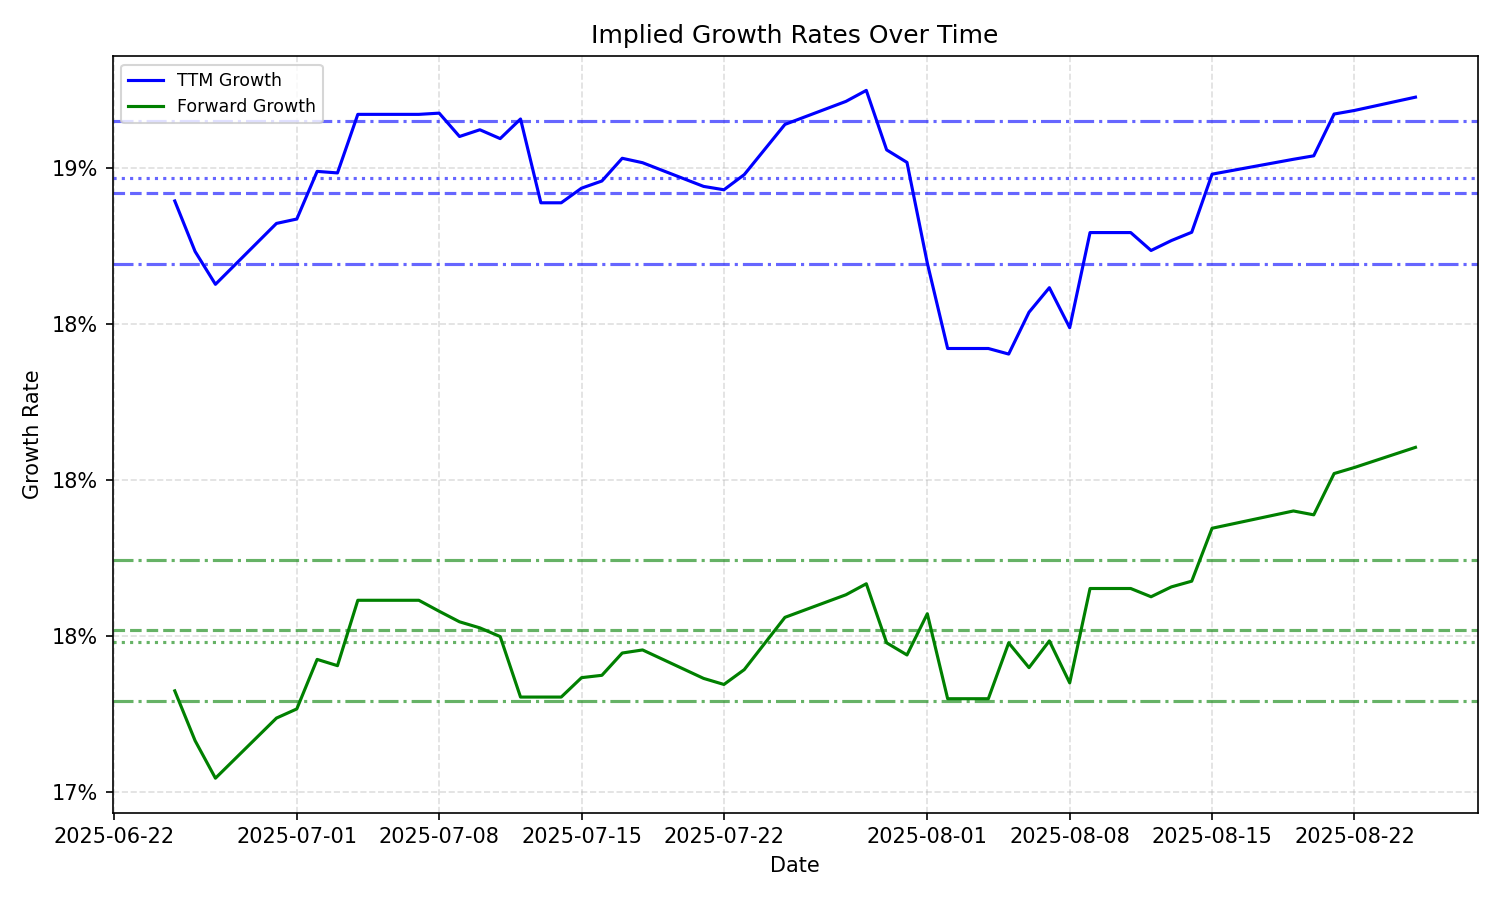 Implied Growth Rates Over Time
TTM Growth
Forward Growth
19%
18%
18%
18%
17%
Growth Rate
2025-06-22 2025-07-01 2025-07-08 2025-07-15 2025-07-22 2025-08-01 2025-08-08 2025-08-15 2025-08-22
Date